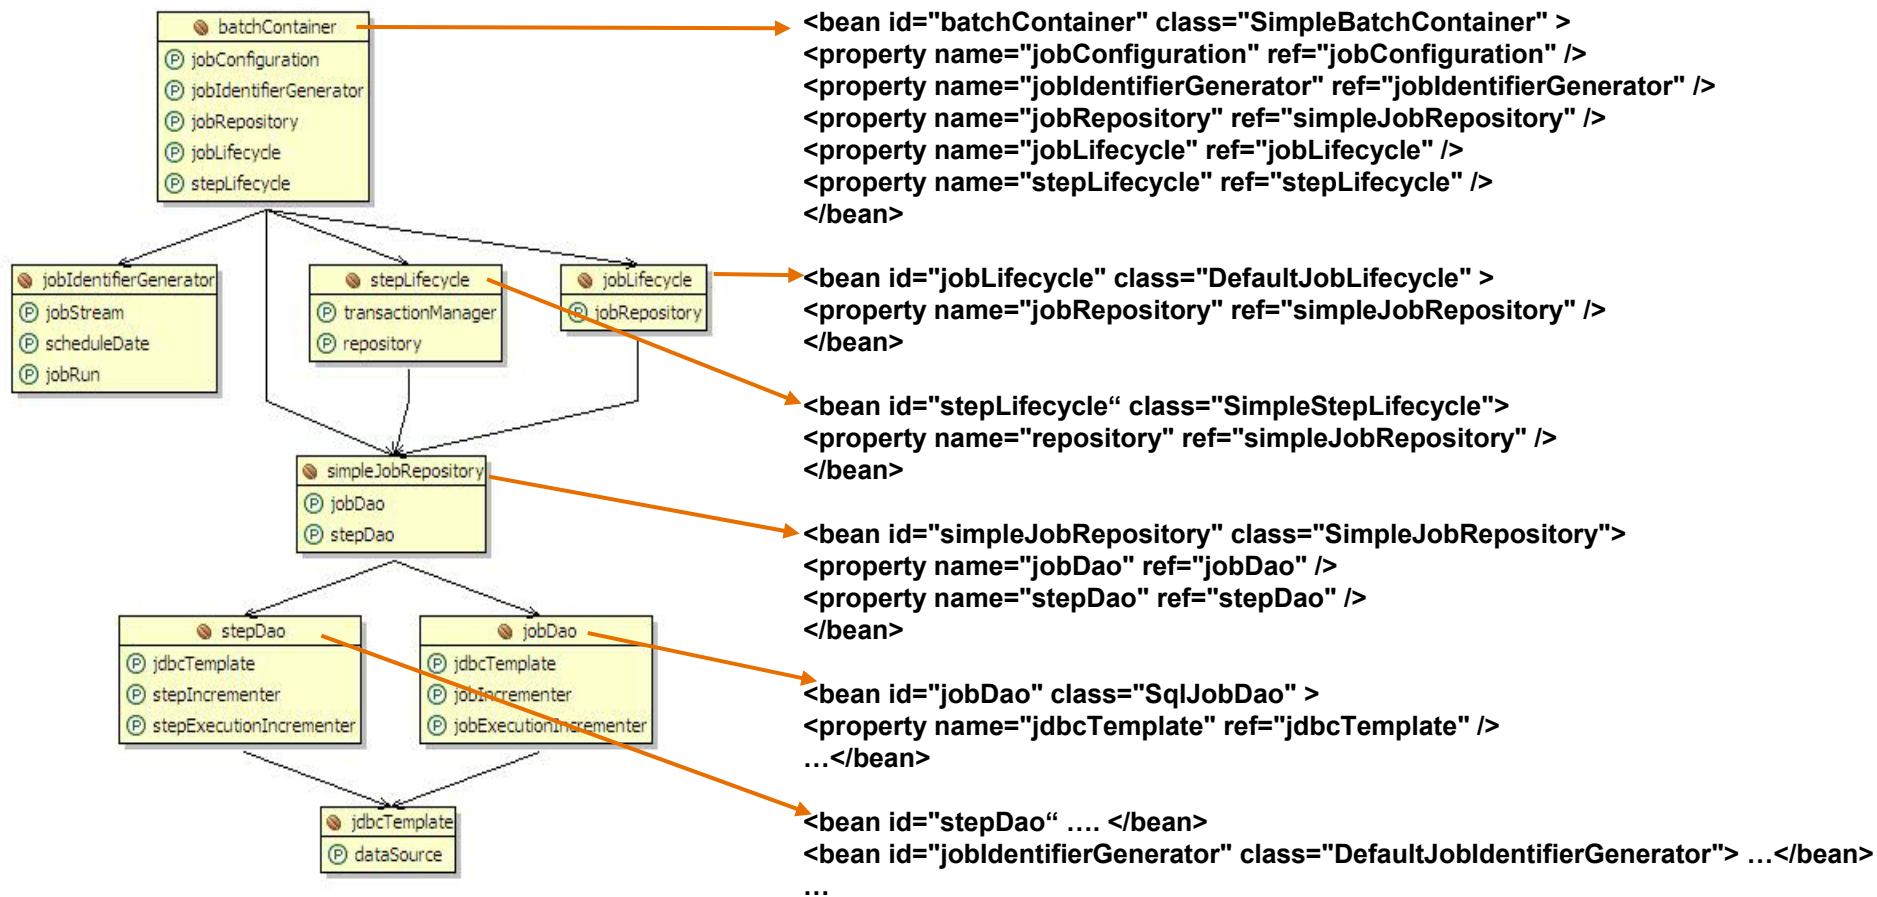 batchContainer
jobConfiguration
jobIdentifierGenerator
jobRepository
jobLifecycle
stepLifecycle
jobIdentifierGenerator
jobStream
scheduleDate
jobRun
stepLifecycle
transactionManager
repository
jobLifecycle
jobRepository
simpleJobRepository
jobDao
stepDao
stepDao
jdbcTemplate
stepIncrementer
stepExecutionIncrementer
jobDao
jdbcTemplate
jobIncrementer
jobExecutionIncrementer
jdbcTemplate
dataSource
<bean id="batchContainer" class="SimpleBatchContainer" >
<property name="jobConfiguration" ref="jobConfiguration" />
<property name="jobIdentifierGenerator" ref="jobIdentifierGenerator" />
<property name="jobRepository" ref="simpleJobRepository" />
<property name="jobLifecycle" ref="jobLifecycle" />
<property name="stepLifecycle" ref="stepLifecycle" />
</bean>
<bean id="jobLifecycle" class="DefaultJobLifecycle" >
<property name="jobRepository" ref="simpleJobRepository" />
</bean>
<bean id="stepLifecycle“ class="SimpleStepLifecycle">
<property name="repository" ref="simpleJobRepository" />
</bean>
<bean id="simpleJobRepository" class="SimpleJobRepository">
<property name="jobDao" ref="jobDao" />
<property name="stepDao" ref="stepDao" />
</bean>
<bean id="jobDao" class="SqlJobDao" >
<property name="jdbcTemplate" ref="jdbcTemplate" />
…</bean>
<bean id="stepDao“ …. </bean>
<bean id="jobIdentifierGenerator" class="DefaultJobIdentifierGenerator"> …</bean>
…